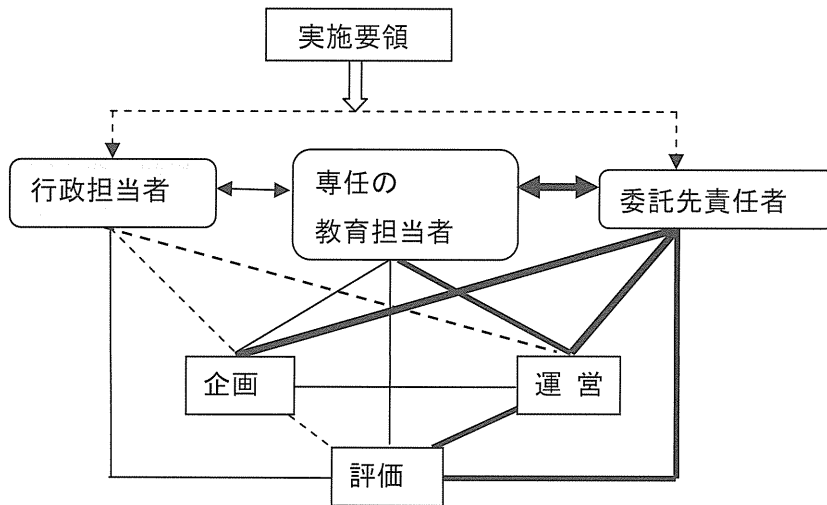 実施要領
行政担当者
専任の
教育担当者
委託先責任者
企画
運 営
評価